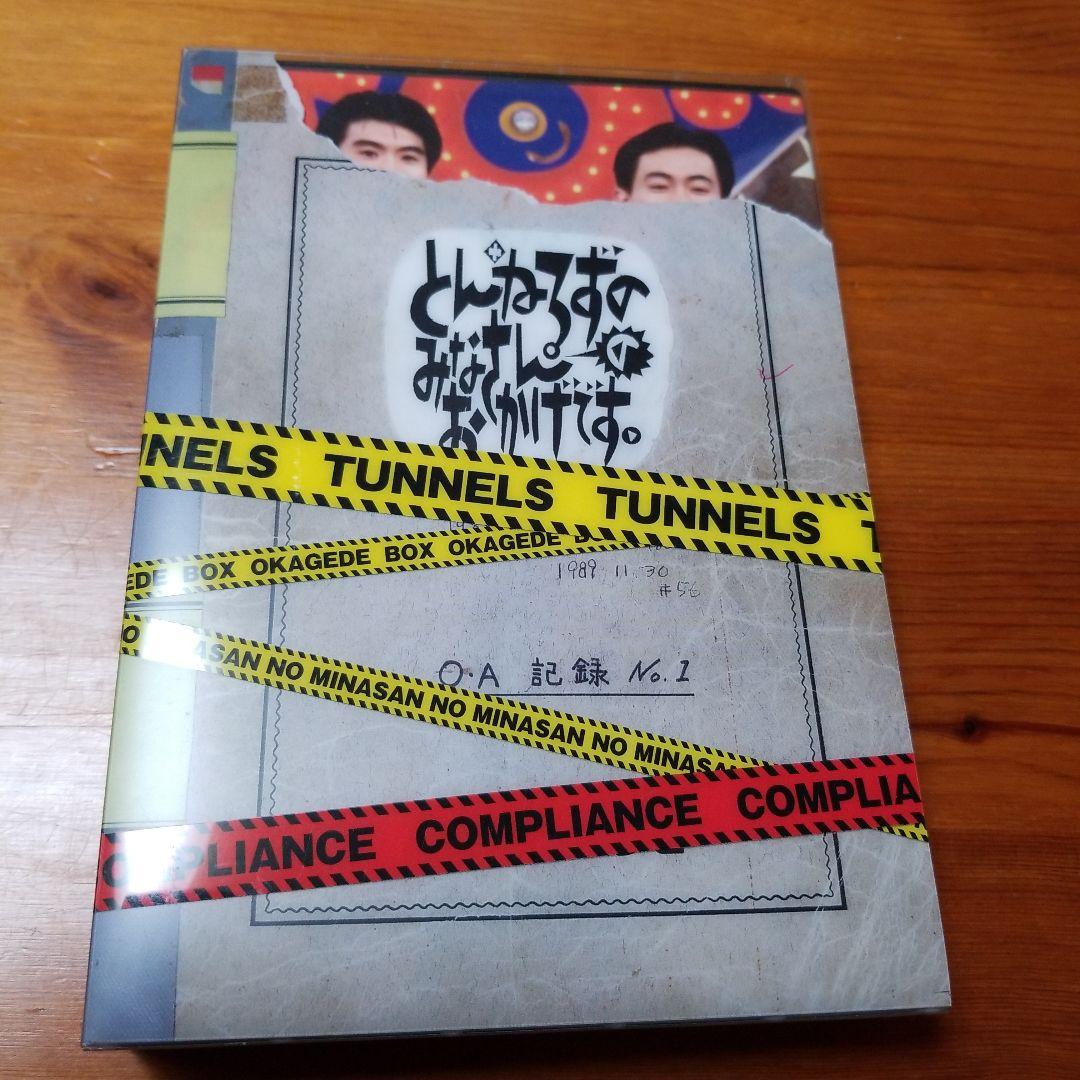 とんねるずの
みなさんの
おかげです。
NNELS TUNNELS TUNNELS T
EDE BOX OKAGEDE BOX OKAGEDE
1989 11.30
#56
O.A 記録 No.1
NO MINASAN NO MINASAN NO MINASAN
COMPLIANCE COMPLIANCE COMPLIA